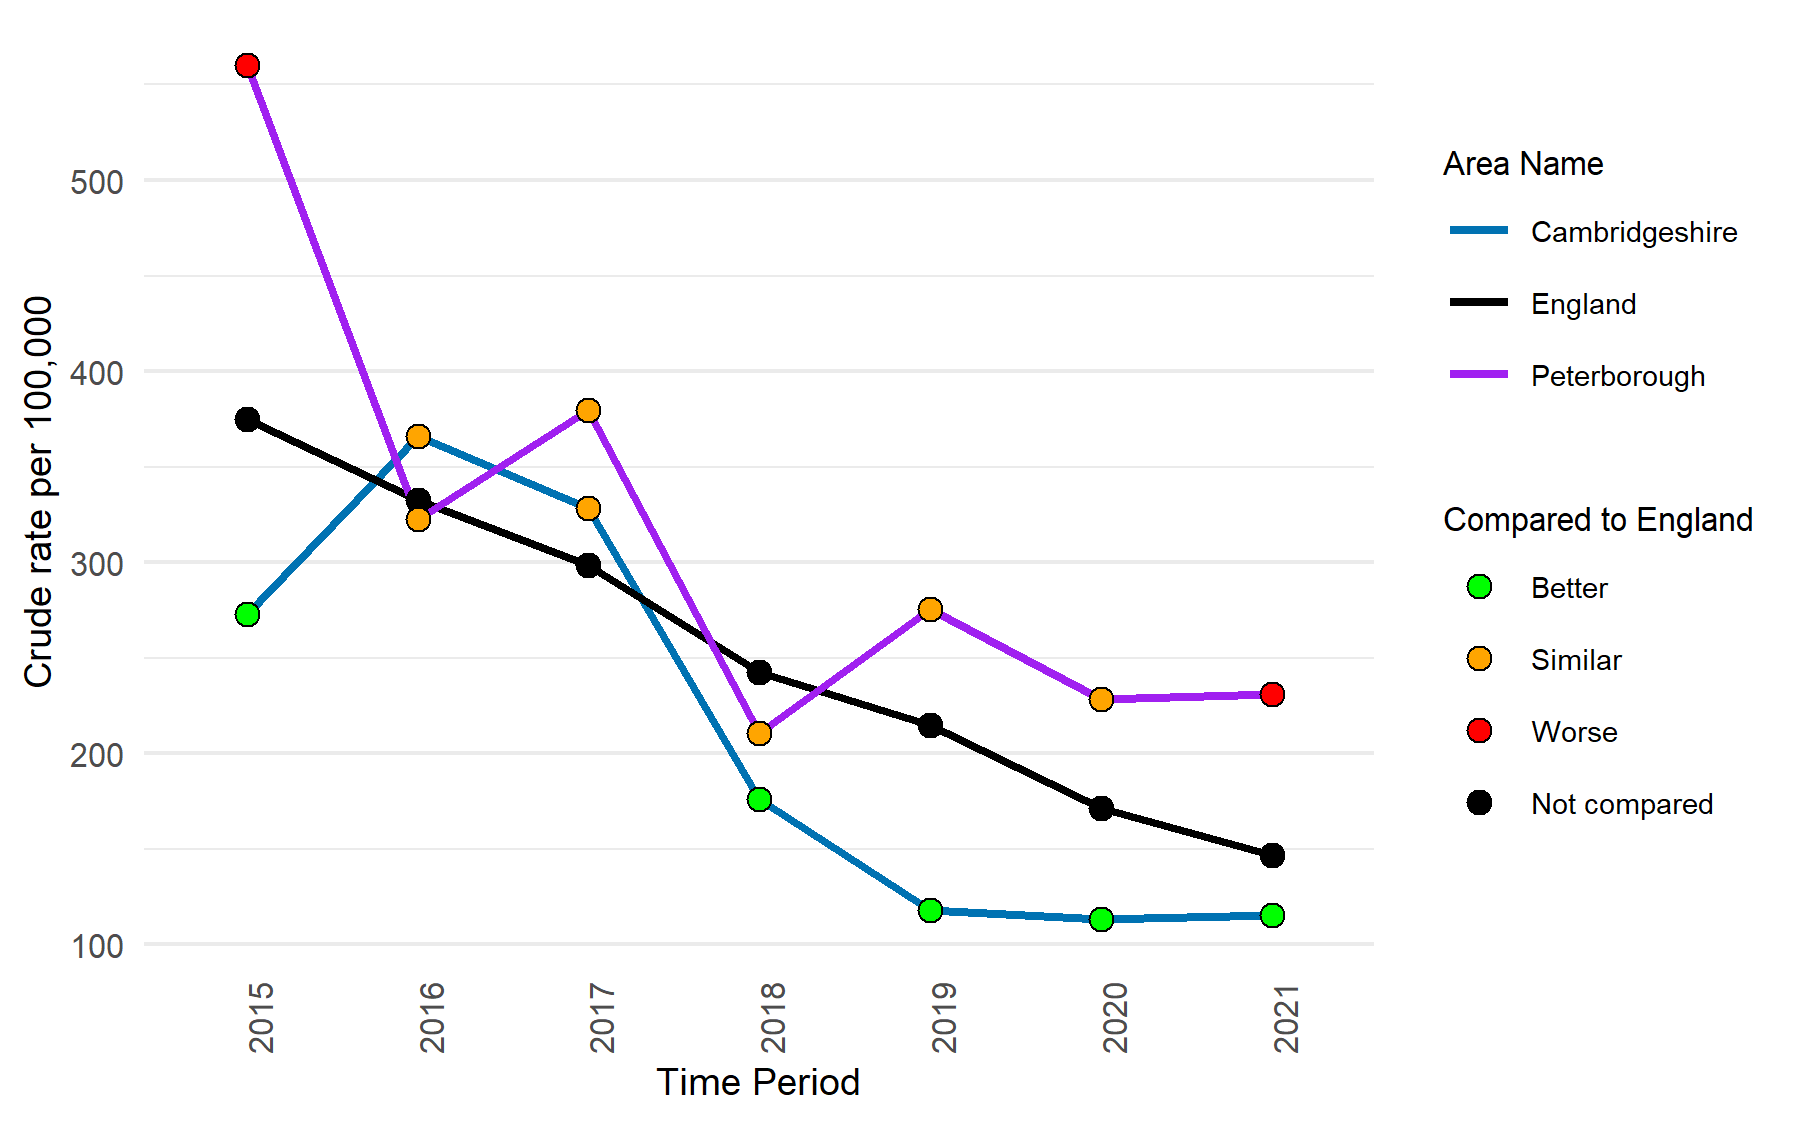 Crude rate per 100,000
500
400
300
200
100
2015
2016
2017
2018
2019
2020
2021
Time Period
Area Name
Cambridgeshire
England
Peterborough
Compared to England
Better
Similar
Worse
Not compared